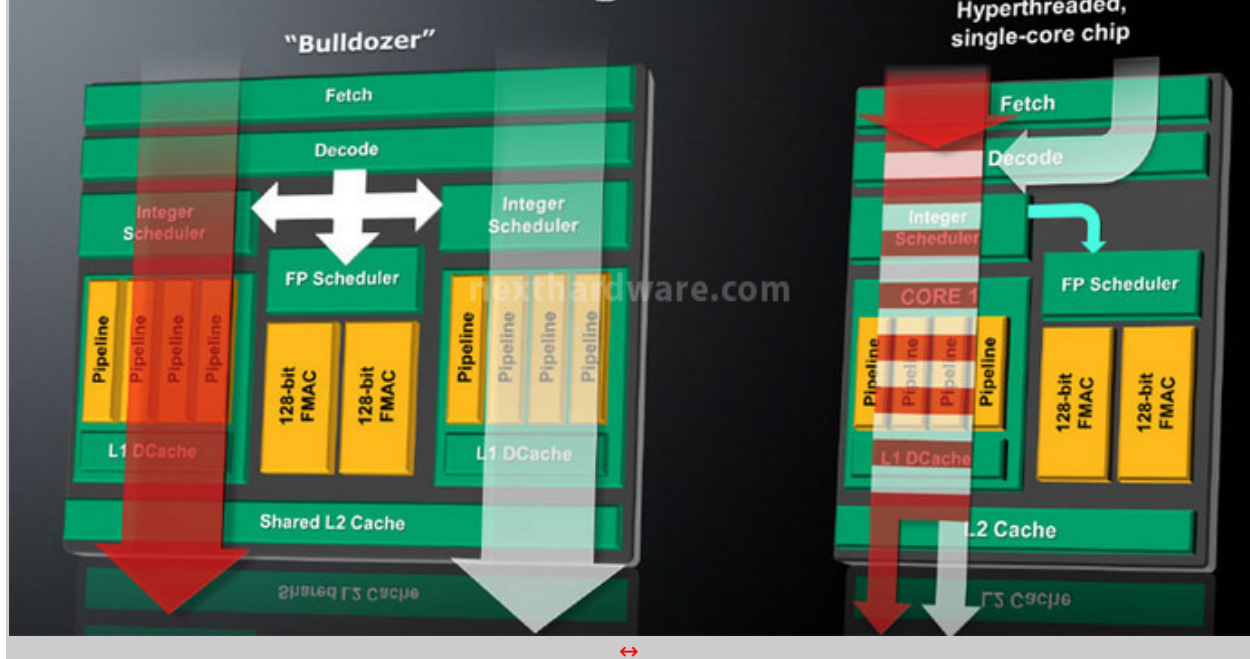 "Bulldozer"
Fetch
Decode
Integer
Scheduler
Integer
Scheduler
FP Scheduler
Pipeline
Pipeline
Pipeline
Pipeline
128-bit
FMAC
128-bit
FMAC
Pipeline
Pipeline
Pipeline
Pipeline
L1 DCache
L1 DCache
Shared L2 Cache
Shared L2 Cache
nexthardware.com
Hyperthreaded,
single-core chip
Fetch
Decode
Integer
Scheduler
CORE 1
FP Scheduler
Pipeline
Pipeline
Pipeline
Pipeline
128-bit
FMAC
128-bit
FMAC
L1 DCache
L2 Cache
L2 Cache